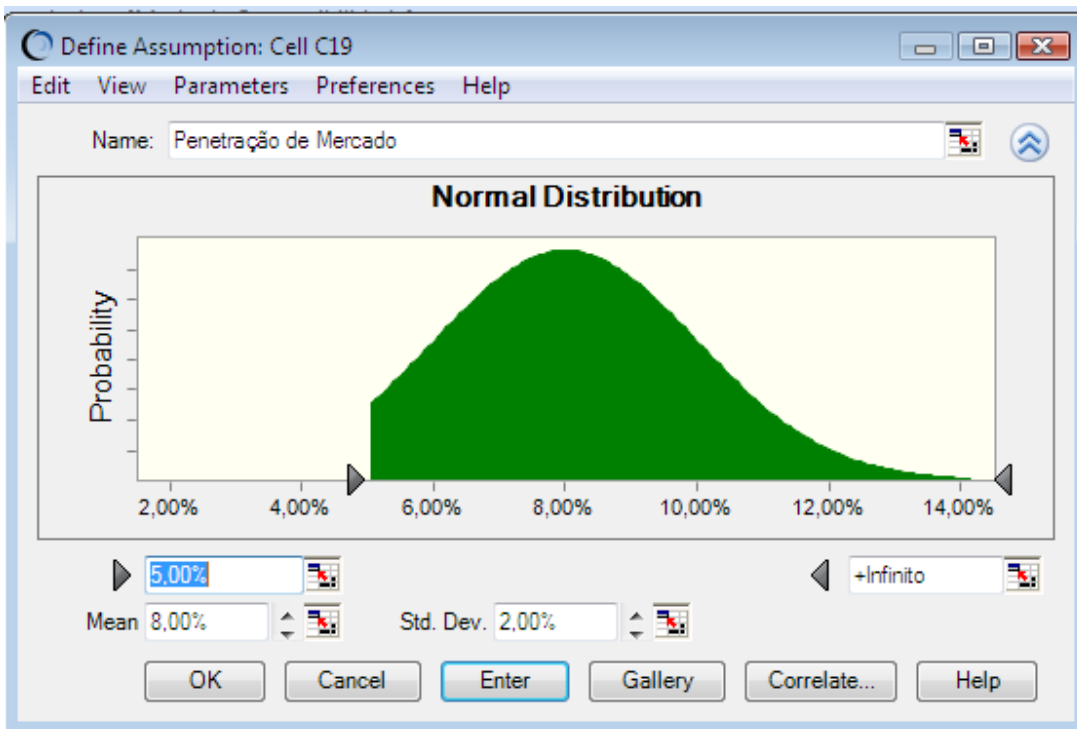 Define Assumption: Cell C19
Edit View Parameters Preferences Help
Name: Penetração de Mercado
Normal Distribution
Probability
2,00% 4,00% 6,00% 8,00% 10,00% 12,00% 14,00%
5,00% +Infinito
Mean 8,00% Std. Dev. 2,00%
OK Cancel Enter Gallery Correlate... Help